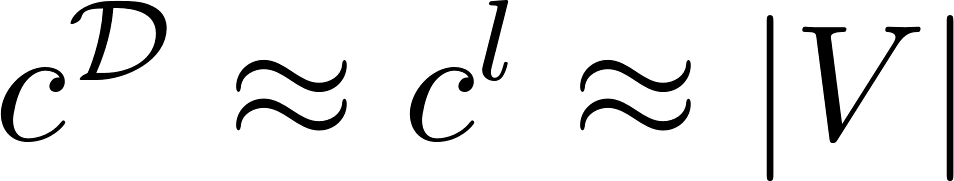 c^D ≈ c^l ≈ |V|